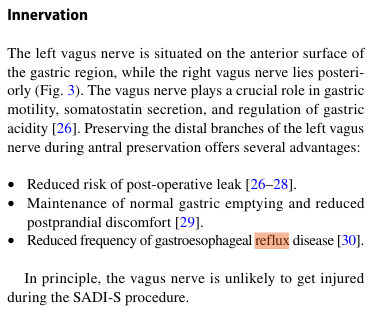 Innervation
The left vagus nerve is situated on the anterior surface of
the gastric region, while the right vagus nerve lies posteri-
orly (Fig. 3). The vagus nerve plays a crucial role in gastric
motility, somatostatin secretion, and regulation of gastric
acidity [26]. Preserving the distal branches of the left vagus
nerve during antral preservation offers several advantages:
• Reduced risk of post-operative leak [26–28].
• Maintenance of normal gastric emptying and reduced
postprandial discomfort [29].
• Reduced frequency of gastroesophageal reflux disease [30].
In principle, the vagus nerve is unlikely to get injured
during the SADI-S procedure.